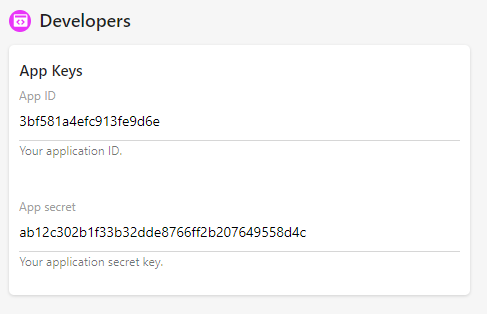 Developers
App Keys
App ID
3bf581a4efc913fe9d6e
Your application ID.
App secret
ab12c302b1f33b32dde8766ff2b207649558d4c
Your application secret key.